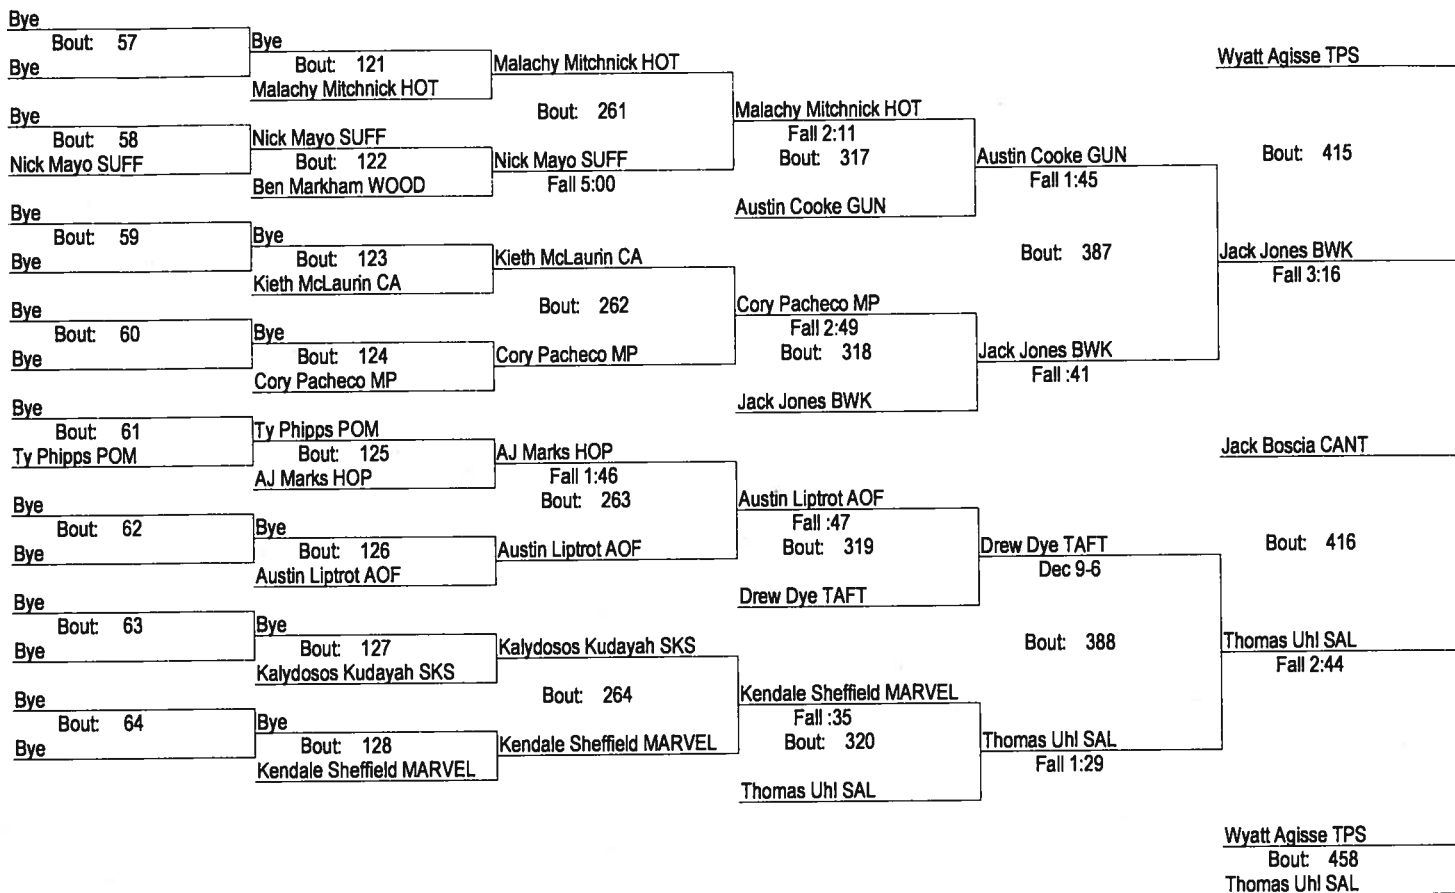 Bye
Bout: 57
Bye
Bye
Bout: 58
Nick Mayo SUFF
Bye
Bout: 59
Bye
Bye
Bout: 60
Bye
Bye
Bout: 61
Ty Phipps POM
Bye
Bout: 62
Bye
Bye
Bout: 63
Bye
Bye
Bout: 64
Bye
Bye
Bout: 121
Malachy Mitchnick HOT
Nick Mayo SUFF
Bout: 122
Ben Markham WOOD
Bye
Bout: 123
Kieth McLaurin CA
Bye
Bout: 124
Cory Pacheco MP
Ty Phipps POM
Bout: 125
AJ Marks HOP
Bye
Bout: 126
Austin Liptrot AOF
Bye
Bout: 127
Kalydosos Kudayah SKS
Bye
Bout: 128
Kendale Sheffield MARVEL
Malachy Mitchnick HOT
Bout: 261
Nick Mayo SUFF
Fall 5:00
Kieth McLaurin CA
Bout: 262
Cory Pacheco MP
AJ Marks HOP
Fall 1:46
Bout: 263
Austin Liptrot AOF
Kalydosos Kudayah SKS
Bout: 264
Kendale Sheffield MARVEL
Malachy Mitchnick HOT
Fall 2:11
Bout: 317
Austin Cooke GUN
Cory Pacheco MP
Fall 2:49
Bout: 318
Jack Jones BWK
Austin Liptrot AOF
Fall :47
Bout: 319
Drew Dye TAFT
Kendale Sheffield MARVEL
Fall :35
Bout: 320
Thomas Uhl SAL
Austin Cooke GUN
Fall 1:45
Bout: 387
Jack Jones BWK
Fall :41
Drew Dye TAFT
Dec 9-6
Bout: 388
Thomas Uhl SAL
Fall 1:29
Wyatt Agisse TPS
Bout: 415
Jack Jones BWK
Fall 3:16
Jack Boscia CANT
Bout: 416
Thomas Uhl SAL
Fall 2:44
Wyatt Agisse TPS
Bout: 458
Thomas Uhl SAL